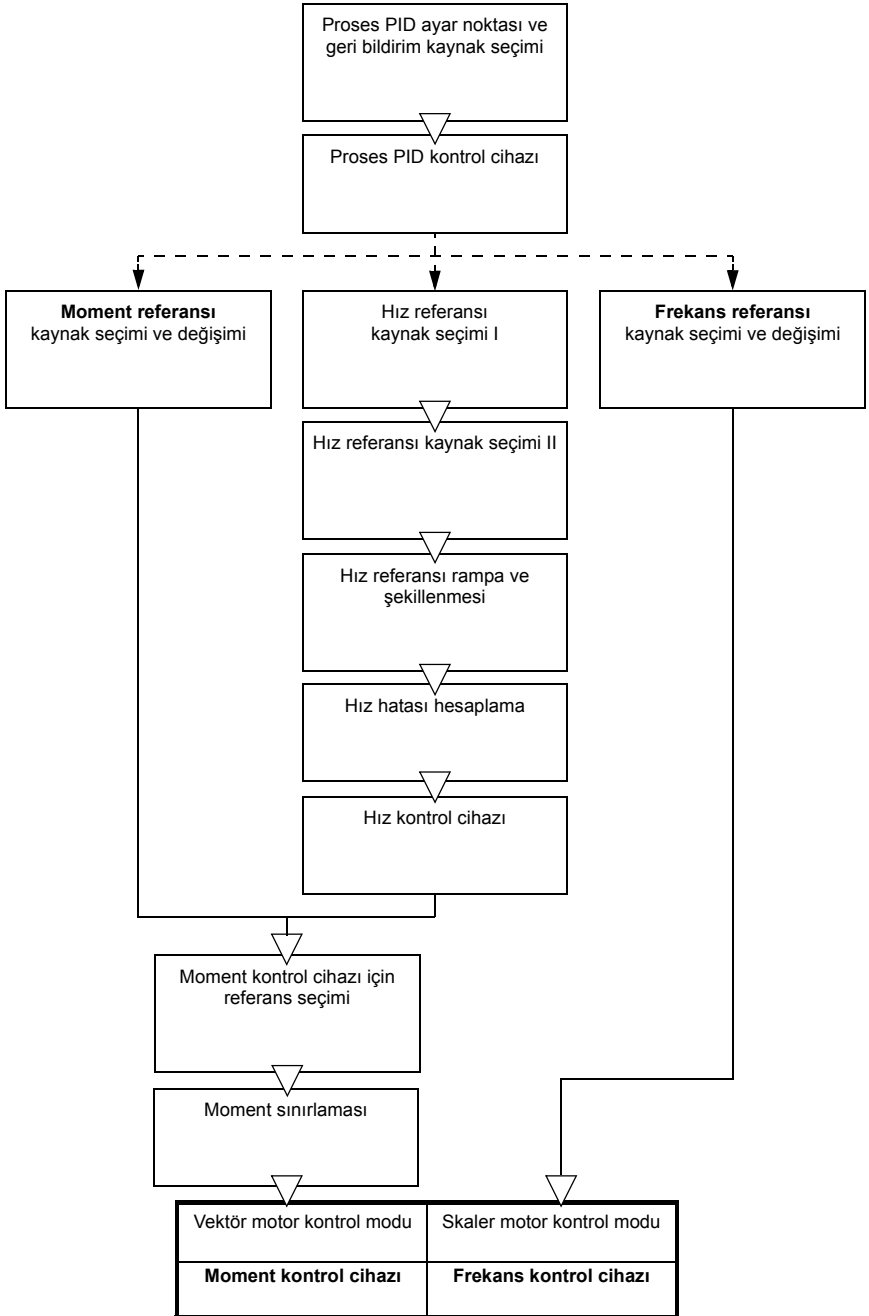 Proses PID ayar noktası ve
geri bildirim kaynak seçimi
Proses PID kontrol cihazı
Moment referansı
kaynak seçimi ve değişimi
Hız referansı
kaynak seçimi I
Frekans referansı
kaynak seçimi ve değişimi
Hız referansı kaynak seçimi II
Hız referansı rampa ve
şekillenmesi
Hız hatası hesaplama
Hız kontrol cihazı
Moment kontrol cihazı için
referans seçimi
Moment sınırlaması
Vektör motor kontrol modu
Skaler motor kontrol modu
Moment kontrol cihazı
Frekans kontrol cihazı